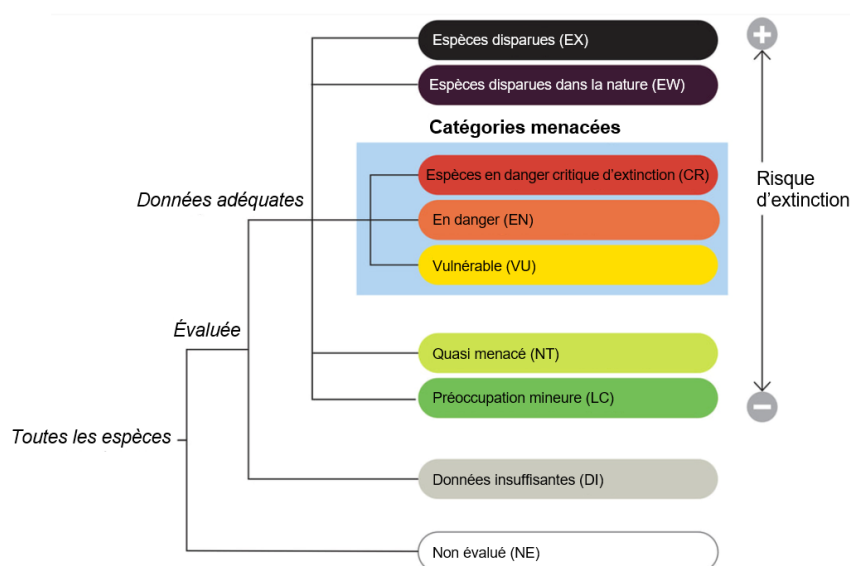 Espèces disparues (EX)
Espèces disparues dans la nature (EW)
Catégories menacées
Espèces en danger critique d'extinction (CR)
Données adéquates
En danger (EN)
Vulnérable (VU)
Risque
d'extinction
Évaluée
Quasi menacé (NT)
Préoccupation mineure (LC)
Toutes les espèces
Données insuffisantes (DI)
Non évalué (NE)